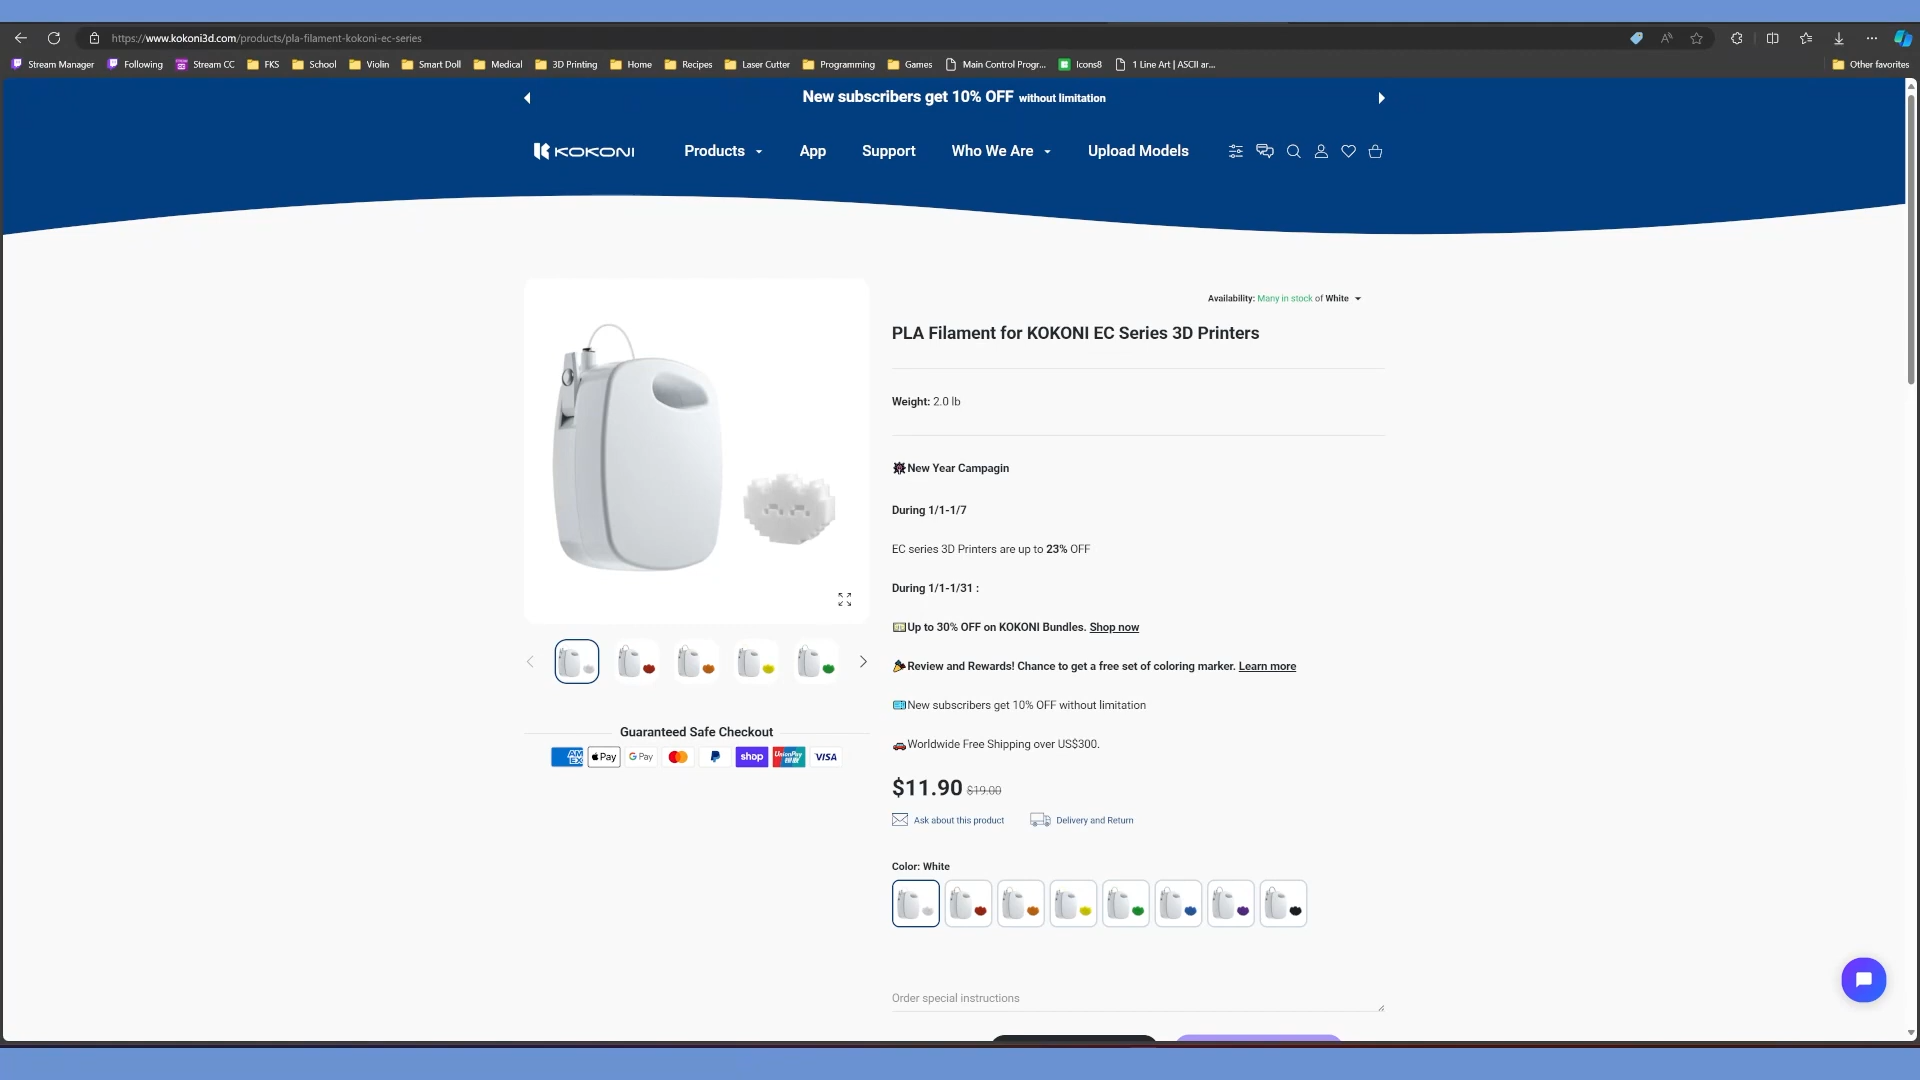 https://www.kokoni3d.com/products/pla-filament-kokoni-ec-series
Stream Manager Following Stream CC FKS School Violin Smart Doll Medical 3D Printing Home Recipes Laser Cutter Programming Games Main Control Progr... Icons8 1 Line Art | ASCII ar... Other favorites
New subscribers get 10% OFF without limitation
KOKONI Products App Support Who We Are Upload Models
Availability: Many in stock of White
PLA Filament for KOKONI EC Series 3D Printers
Weight: 2.0 lb
New Year Campagin
During 1/1-1/7
EC series 3D Printers are up to 23% OFF
During 1/1-1/31 :
Up to 30% OFF on KOKONI Bundles. Shop now
Review and Rewards! Chance to get a free set of coloring marker. Learn more
New subscribers get 10% OFF without limitation
Worldwide Free Shipping over US$300.
$11.90 $19.00
Ask about this product Delivery and Return
Color: White
Order special instructions
Guaranteed Safe Checkout
AM EX Pay G Pay shop UnionPay 银联 VISA